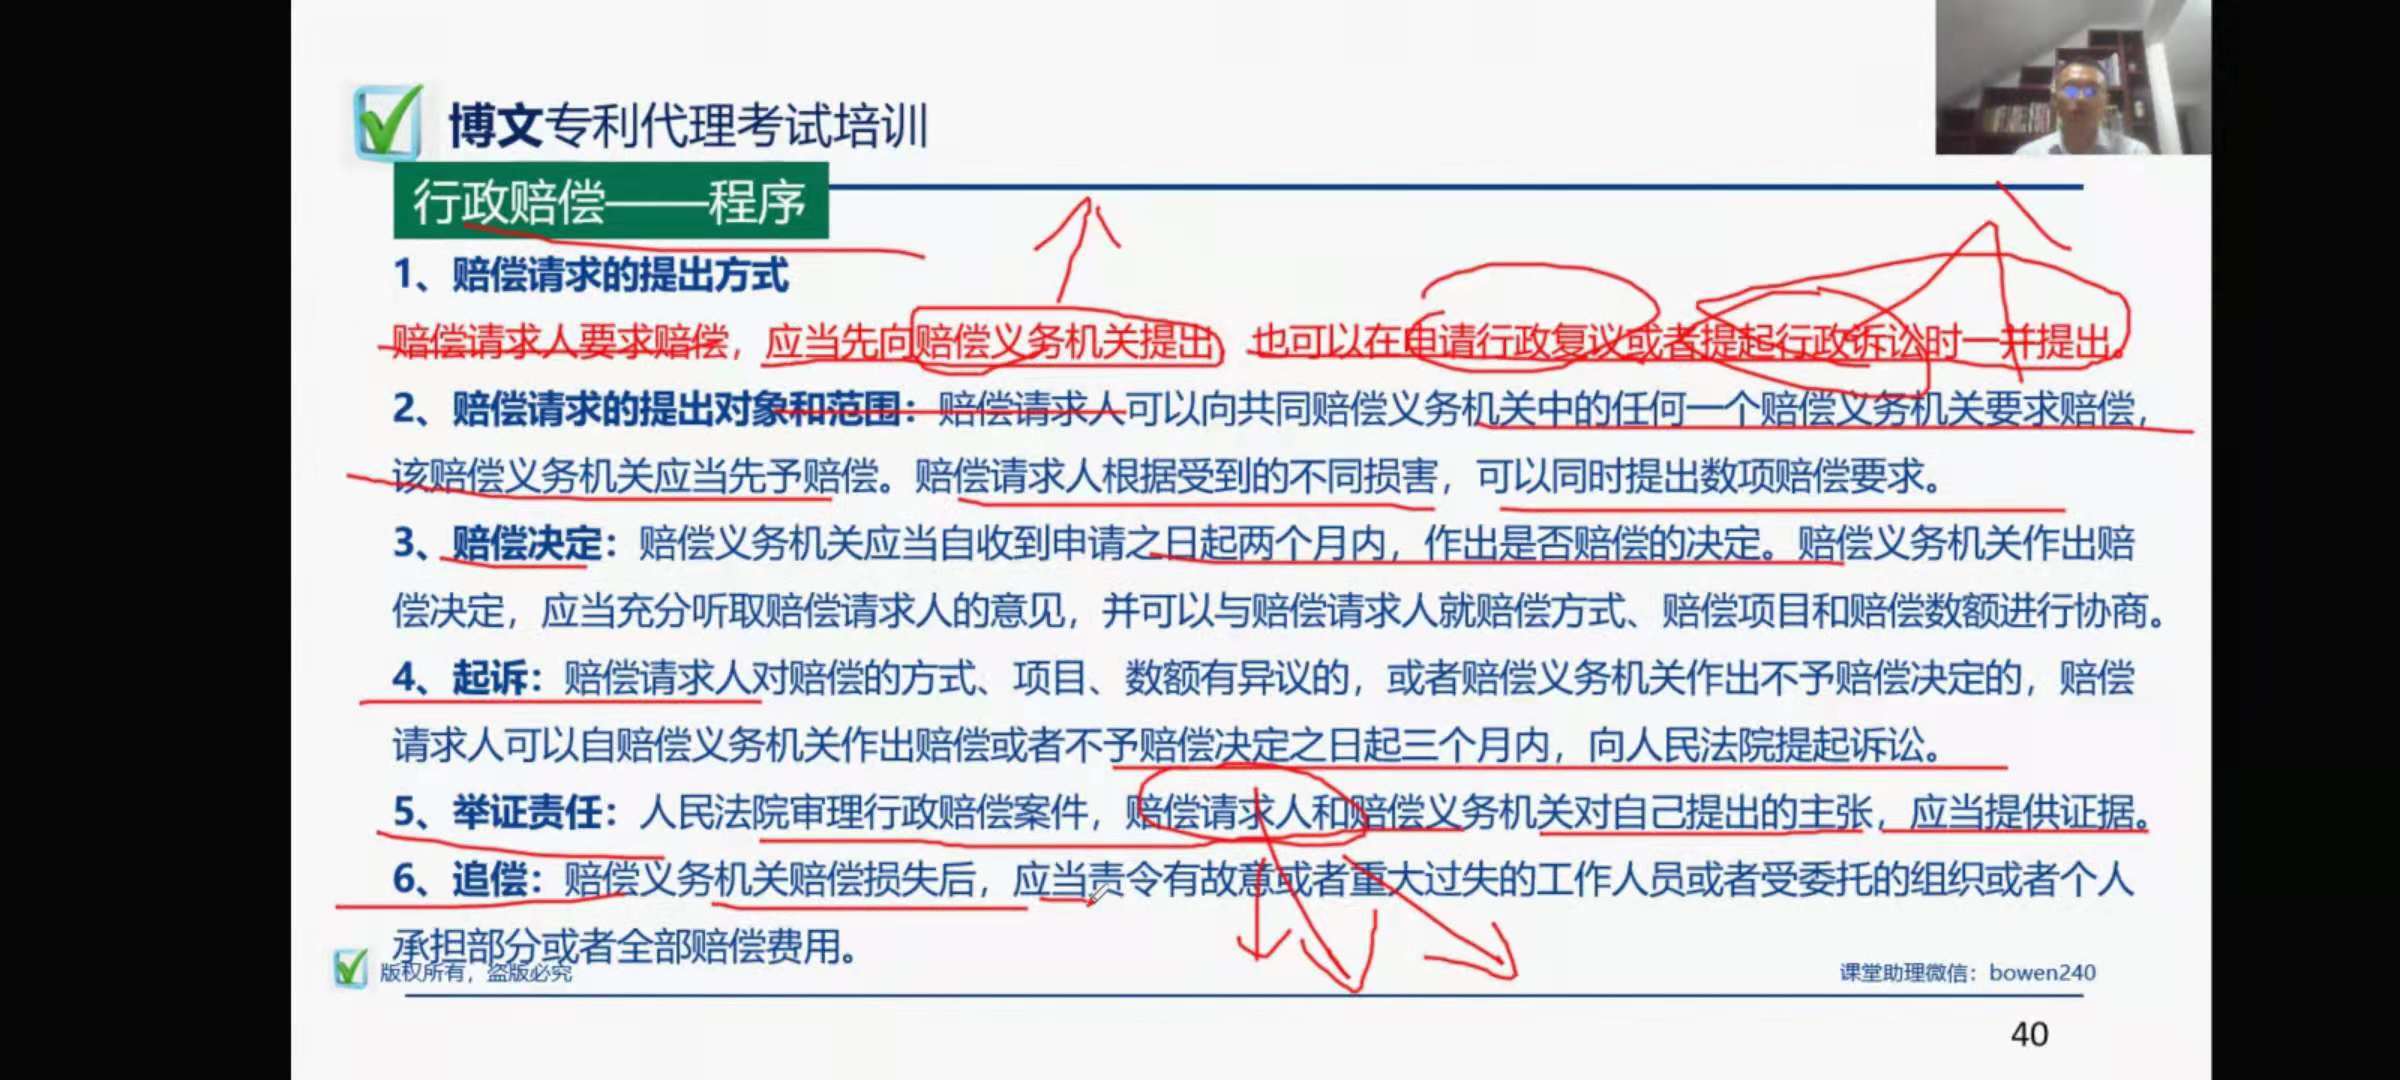 博文专利代理考试培训
行政赔偿——程序
1、赔偿请求的提出方式
赔偿请求人要求赔偿，应当先向赔偿义务机关提出，也可以在申请行政复议或者提起行政诉讼时一并提出。
2、赔偿请求的提出对象和范围：赔偿请求人可以向共同赔偿义务机关中的任何一个赔偿义务机关要求赔偿，
该赔偿义务机关应当先予赔偿。赔偿请求人根据受到的不同损害，可以同时提出数项赔偿要求。
3、赔偿决定：赔偿义务机关应当自收到申请之日起两个月内，作出是否赔偿的决定。赔偿义务机关作出赔
偿决定，应当充分听取赔偿请求人的意见，并可以与赔偿请求人就赔偿方式、赔偿项目和赔偿数额进行协商。
4、起诉：赔偿请求人对赔偿的方式、项目、数额有异议的，或者赔偿义务机关作出不予赔偿决定的，赔偿
请求人可以自赔偿义务机关作出赔偿或者不予赔偿决定之日起三个月内，向人民法院提起诉讼。
5、举证责任：人民法院审理行政赔偿案件，赔偿请求人和赔偿义务机关对自己提出的主张，应当提供证据。
6、追偿：赔偿义务机关赔偿损失后，应当责令有故意或者重大过失的工作人员或者受委托的组织或者个人
承担部分或者全部赔偿费用。
版权所有，盗版必究
课堂助理微信：bowen240
40